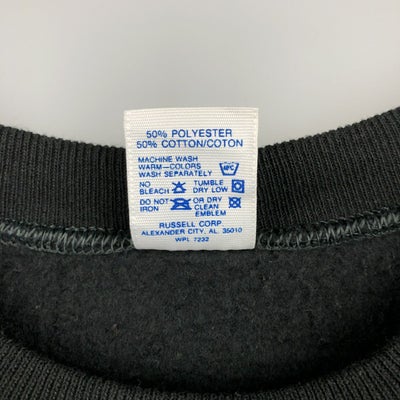 50% POLYESTER
50% COTTON/COTON
MACHINE WASH
WARM-COLORS
WASH SEPARATELY
NO BLEACH TUMBLE DRY LOW
DO NOT IRON OR DRY CLEAN EMBLEM
RUSSELL CORP.
ALEXANDER CITY, AL. 35010
WPL 7232